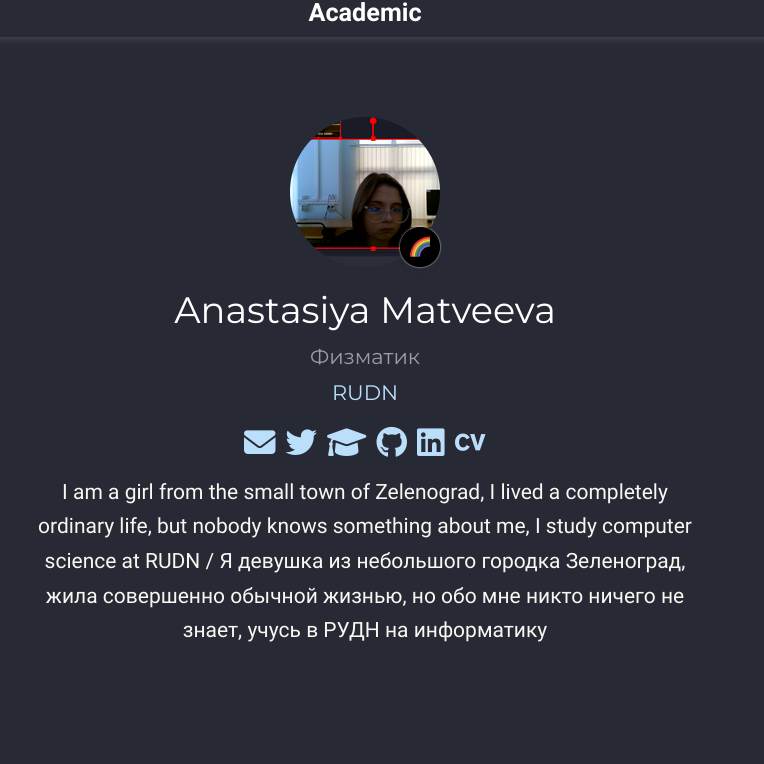 Academic
Anastasiya Matveeva
Физматик
RUDN
CV
I am a girl from the small town of Zelenograd, I lived a completely
ordinary life, but nobody knows something about me, I study computer
science at RUDN / Я девушка из небольшого городка Зеленоград,
жила совершенно обычной жизнью, но обо мне никто ничего не
знает, учусь в РУДН на информатику